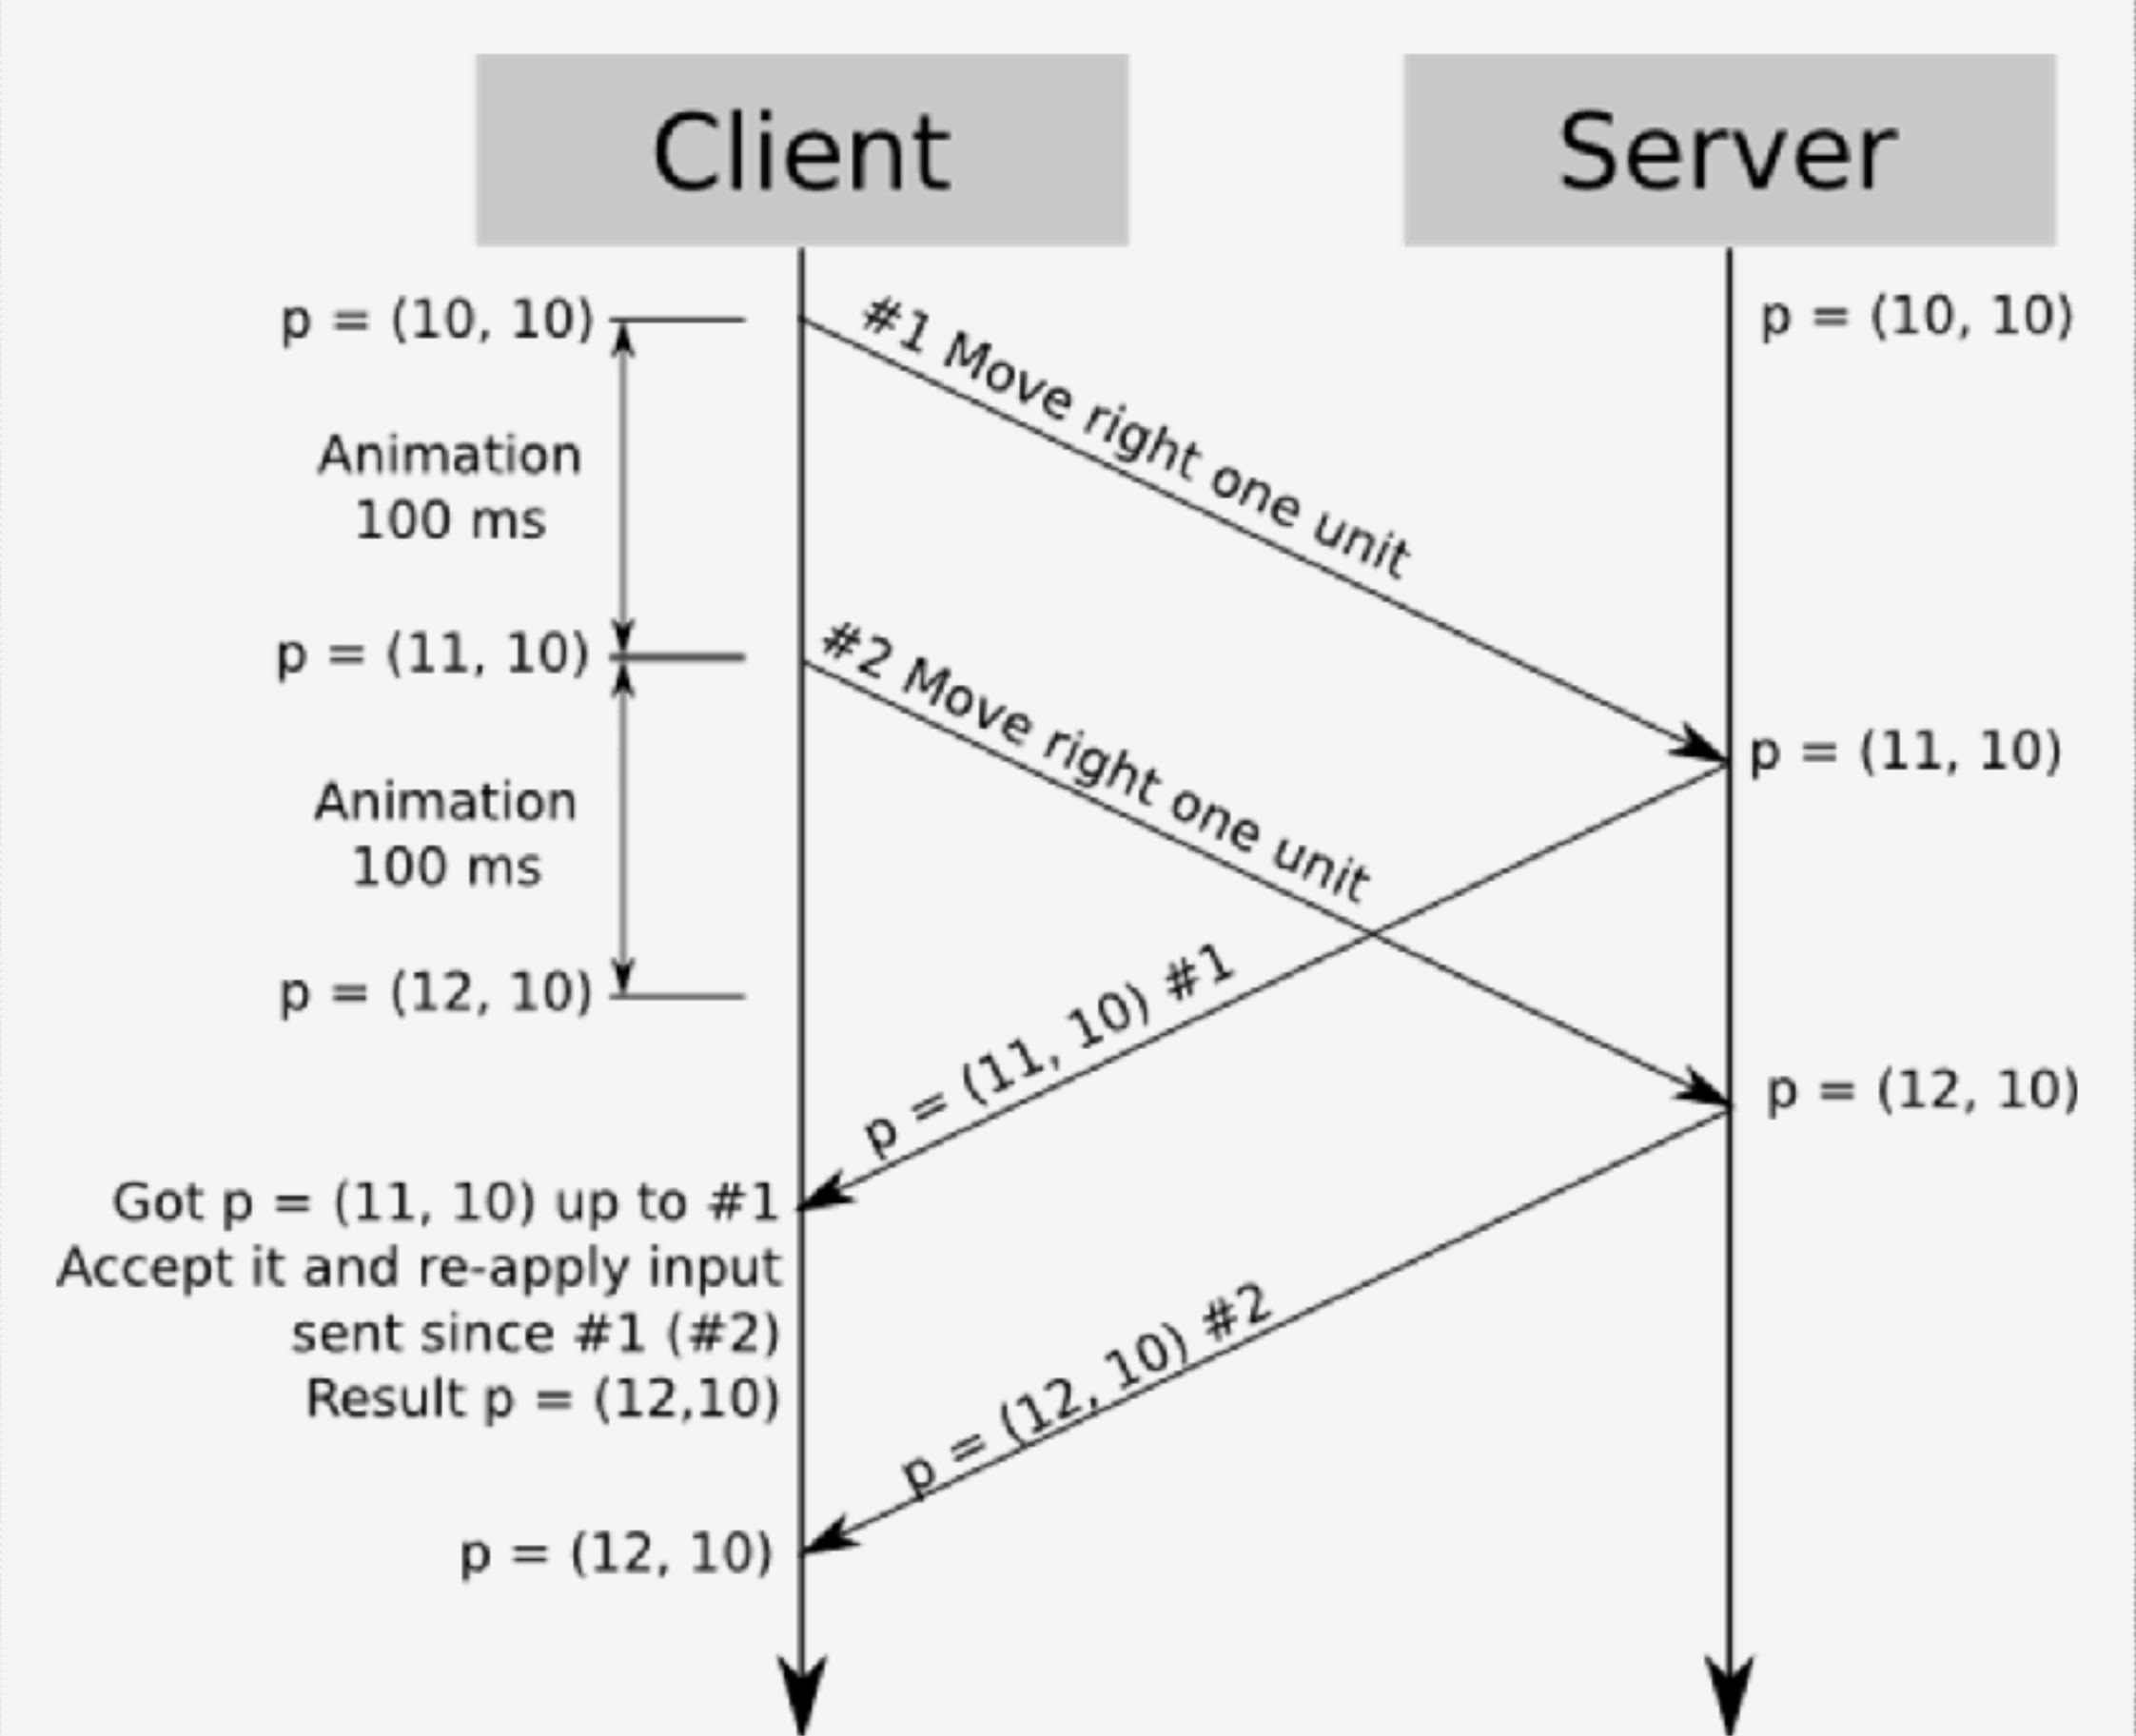 Client
Server
p = (10, 10)
#1 Move right one unit
p = (10, 10)
Animation
100 ms
p = (11, 10)
#2 Move right one unit
p = (11, 10)
Animation
100 ms
p = (12, 10)
p = (11, 10) #1
p = (12, 10)
Got p = (11, 10) up to #1
Accept it and re-apply input
sent since #1 (#2)
Result p = (12,10)
p = (12, 10) #2
p = (12, 10)